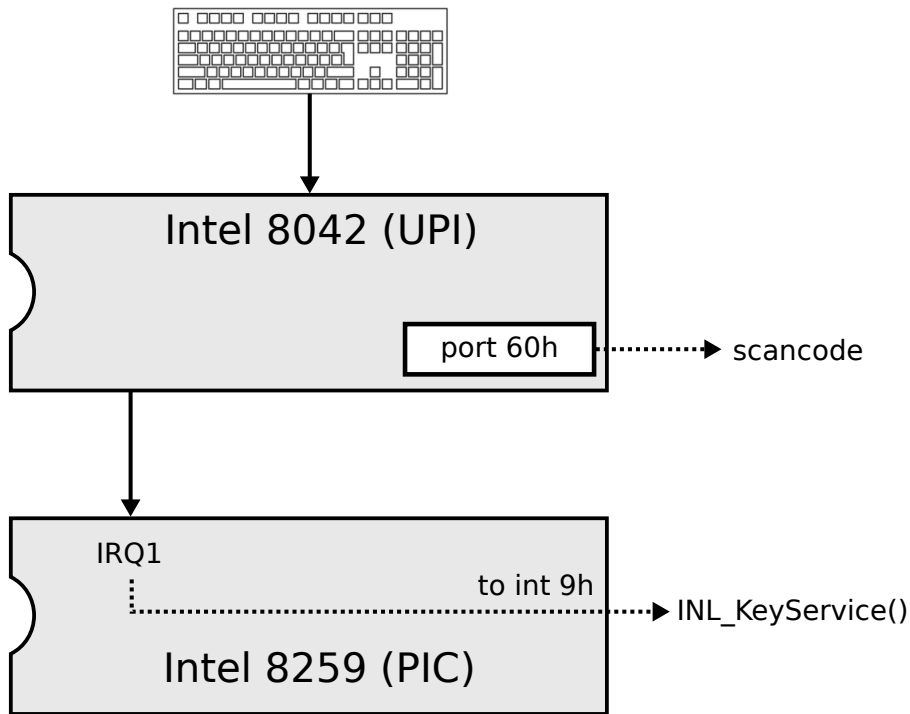 Intel 8042 (UPI)
port 60h
scancode
IRQ1
to int 9h
INL_KeyService()
Intel 8259 (PIC)